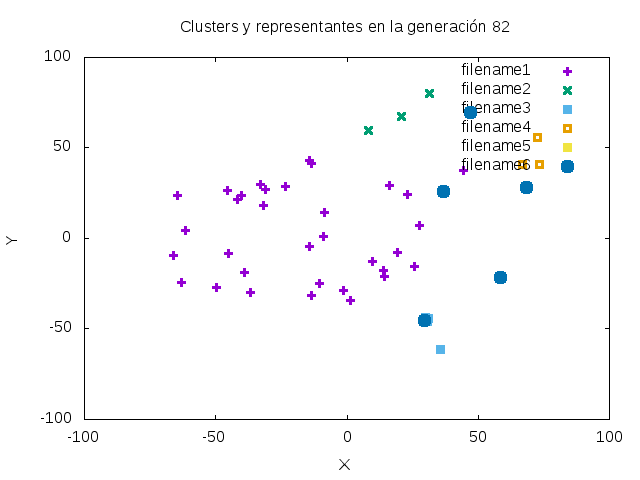 Clusters y representantes en la generación 82
100
50
0
-50
-100
-100 -50 0 50 100
Y
X
filename1
filename2
filename3
filename4
filename5
filename6